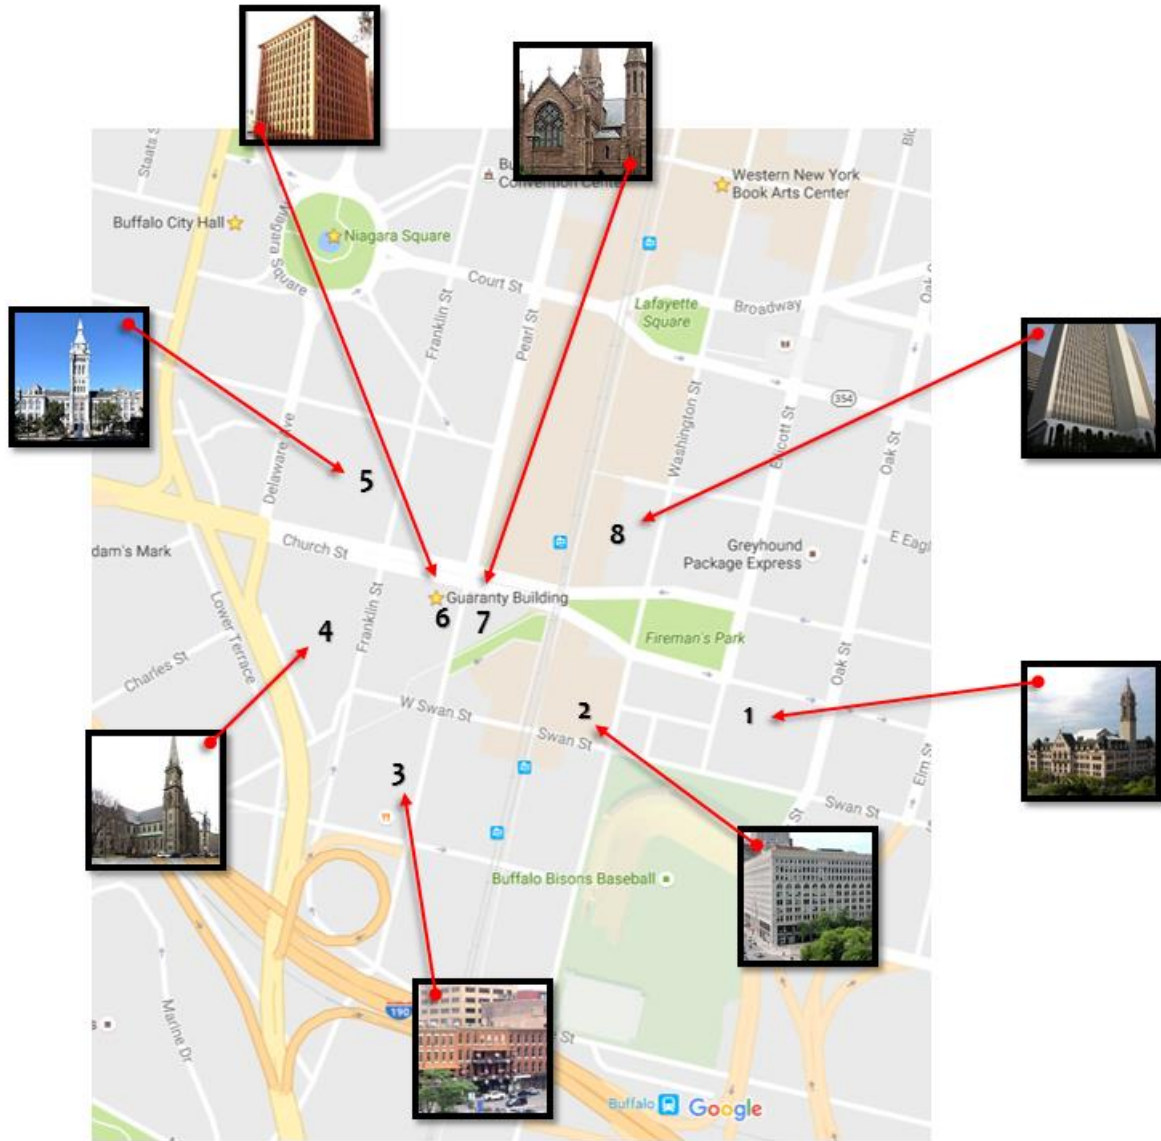 Staats S
Buffalo City Hall
Niagara Square
Niagara
Square
Convention Center
Western New York
Book Arts Center
Court St
Franklin St
Pearl St
Lafayette
Square
Broadway
Oak St
354
Washington St
Ellicott St
Oak St
Delaware Ave
5
8
Greyhound
Package Express
E Eagl
dam's Mark
Church St
Guaranty Building
6
7
Lower Terrace
Franklin St
4
Fireman's Park
Oak St
Charles St
W Swan St
Swan St
2
1
Elm St
3
Swan St
Buffalo Bisons Baseball
190
Marine Dr
St
Buffalo
Google